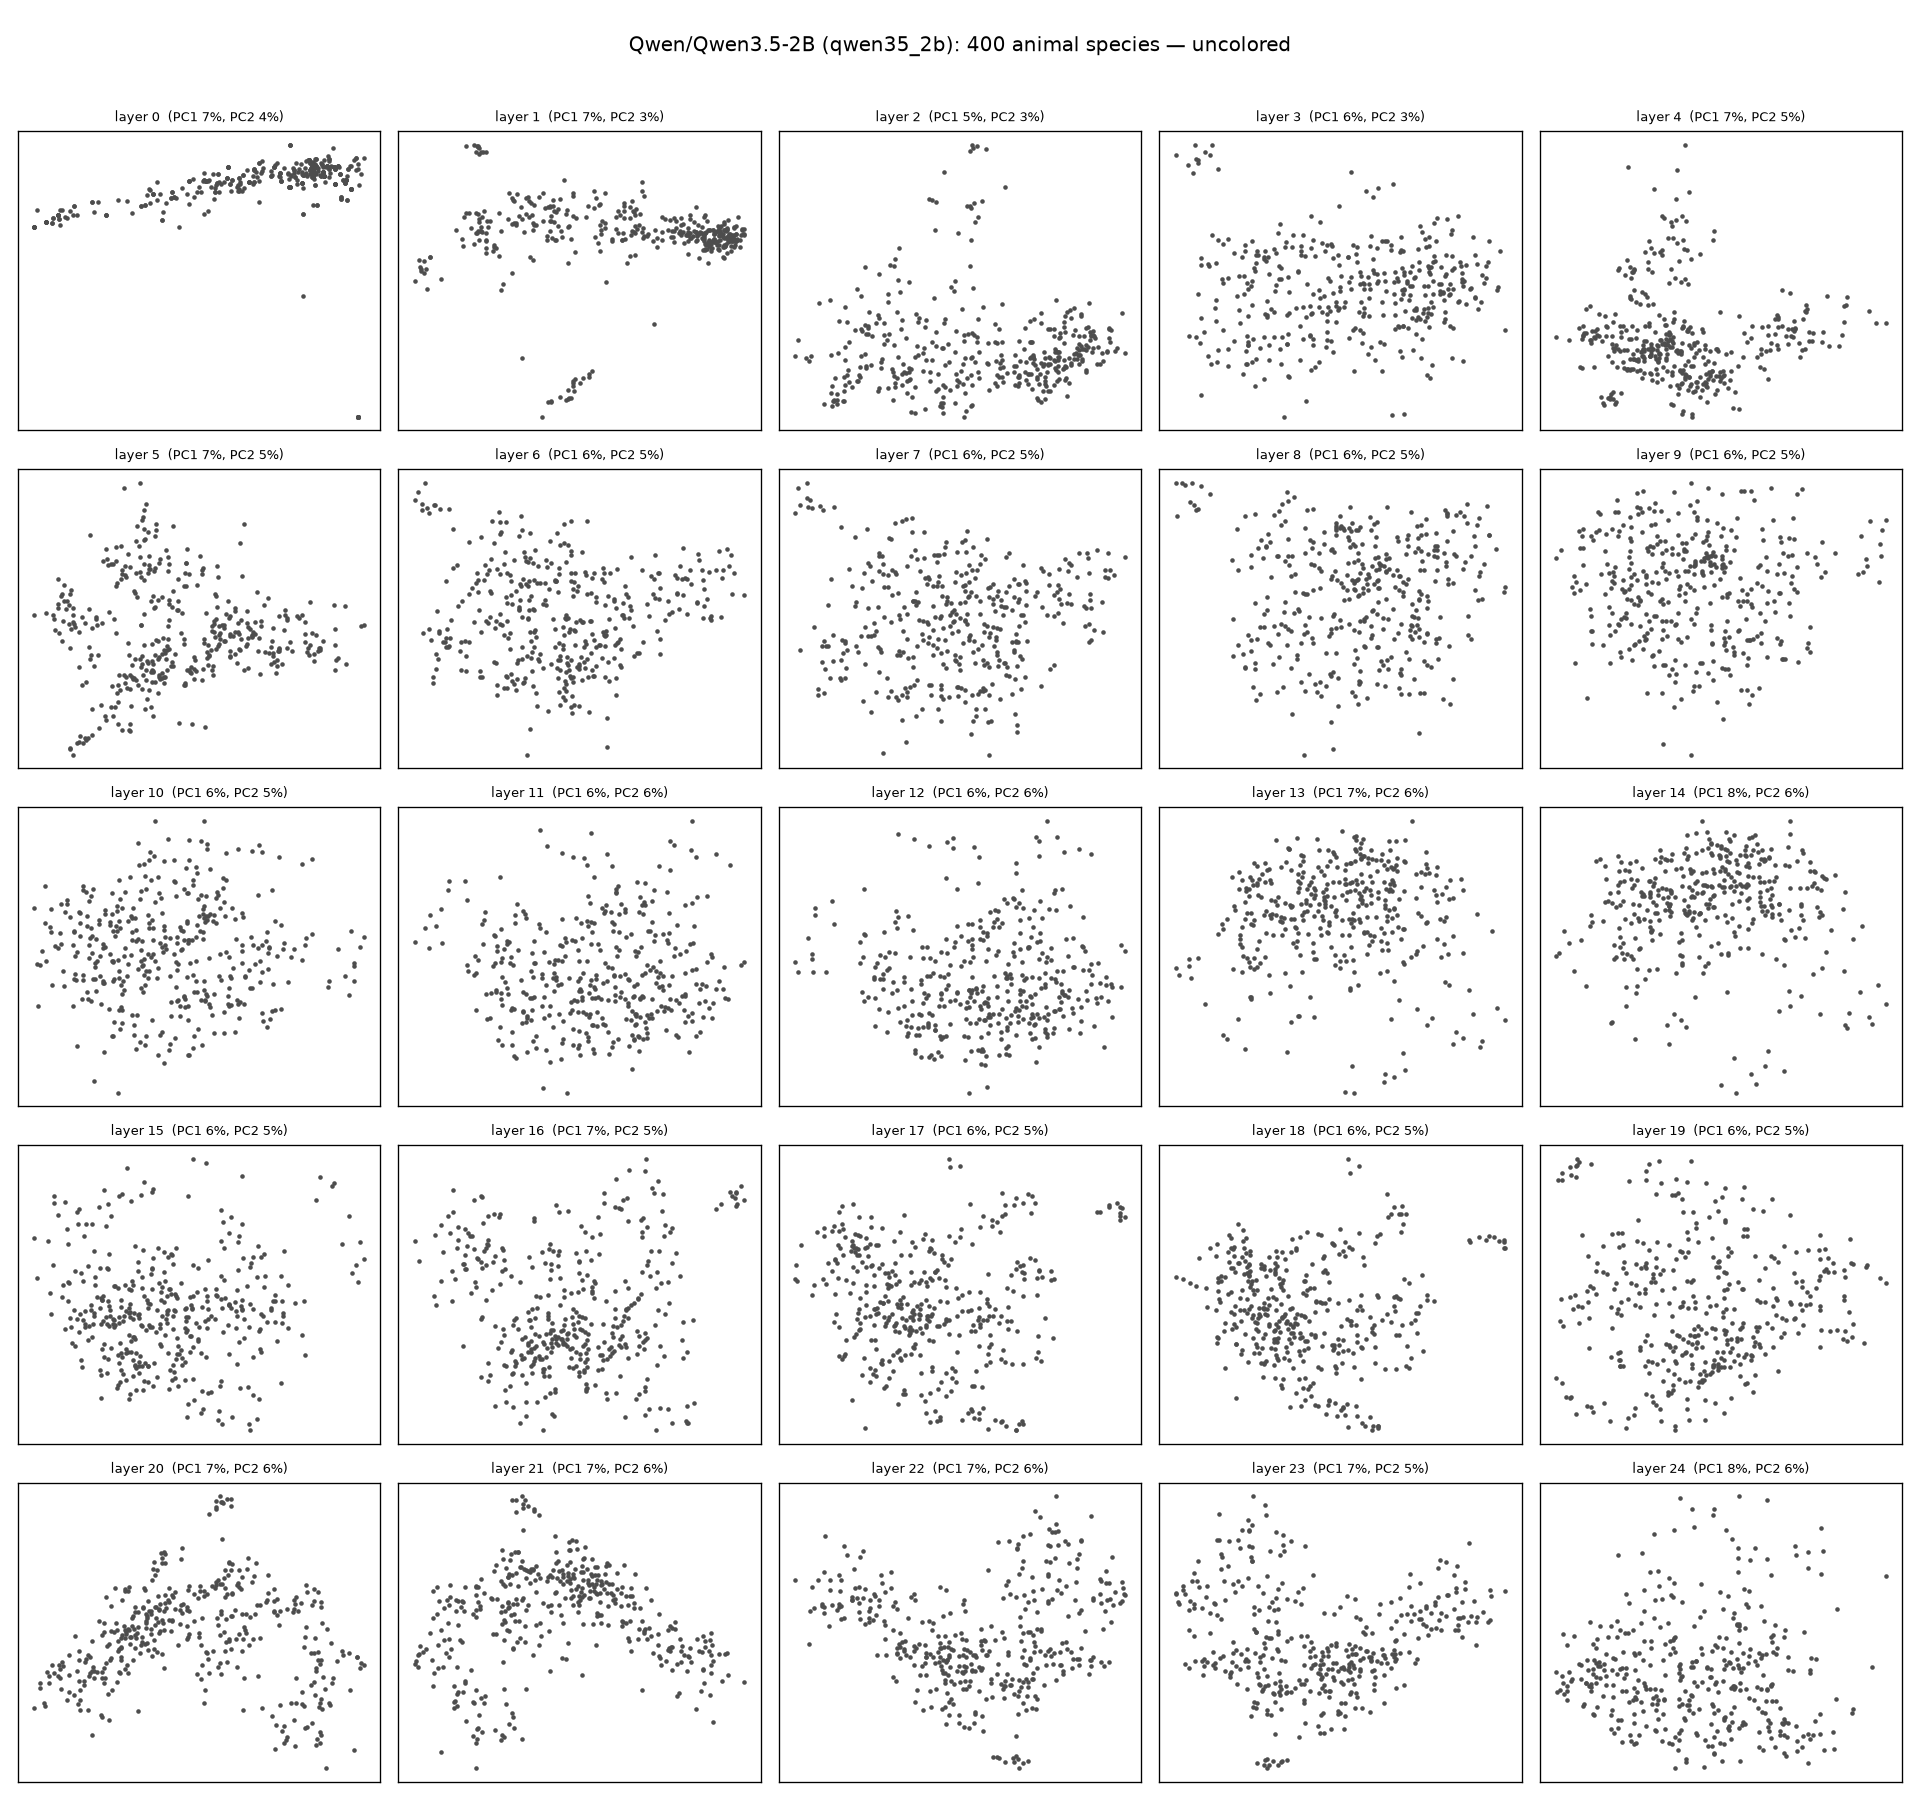 Qwen/Qwen3.5-2B (qwen35_2b): 400 animal species — uncolored
layer 0  (PC1 7%, PC2 4%)
layer 1  (PC1 7%, PC2 3%)
layer 2  (PC1 5%, PC2 3%)
layer 3  (PC1 6%, PC2 3%)
layer 4  (PC1 7%, PC2 5%)
layer 5  (PC1 7%, PC2 5%)
layer 6  (PC1 6%, PC2 5%)
layer 7  (PC1 6%, PC2 5%)
layer 8  (PC1 6%, PC2 5%)
layer 9  (PC1 6%, PC2 5%)
layer 10  (PC1 6%, PC2 5%)
layer 11  (PC1 6%, PC2 6%)
layer 12  (PC1 6%, PC2 6%)
layer 13  (PC1 7%, PC2 6%)
layer 14  (PC1 8%, PC2 6%)
layer 15  (PC1 6%, PC2 5%)
layer 16  (PC1 7%, PC2 5%)
layer 17  (PC1 6%, PC2 5%)
layer 18  (PC1 6%, PC2 5%)
layer 19  (PC1 6%, PC2 5%)
layer 20  (PC1 7%, PC2 6%)
layer 21  (PC1 7%, PC2 6%)
layer 22  (PC1 7%, PC2 6%)
layer 23  (PC1 7%, PC2 5%)
layer 24  (PC1 8%, PC2 6%)